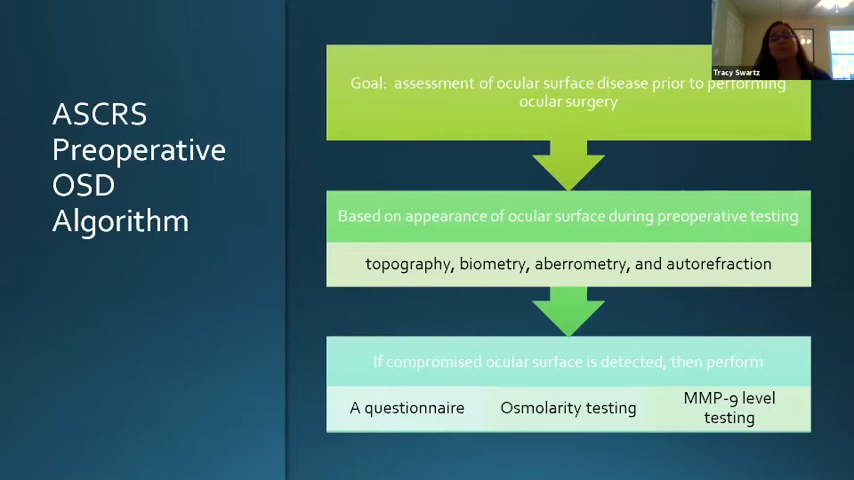 Tracy Swartz
ASCRS
Preoperative
OSD
Algorithm
Goal: assessment of ocular surface disease prior to performing
ocular surgery
Based on appearance of ocular surface during preoperative testing
topography, biometry, aberrometry, and autorefraction
If compromised ocular surface is detected, then perform
A questionnaire
Osmolarity testing
MMP-9 level
testing